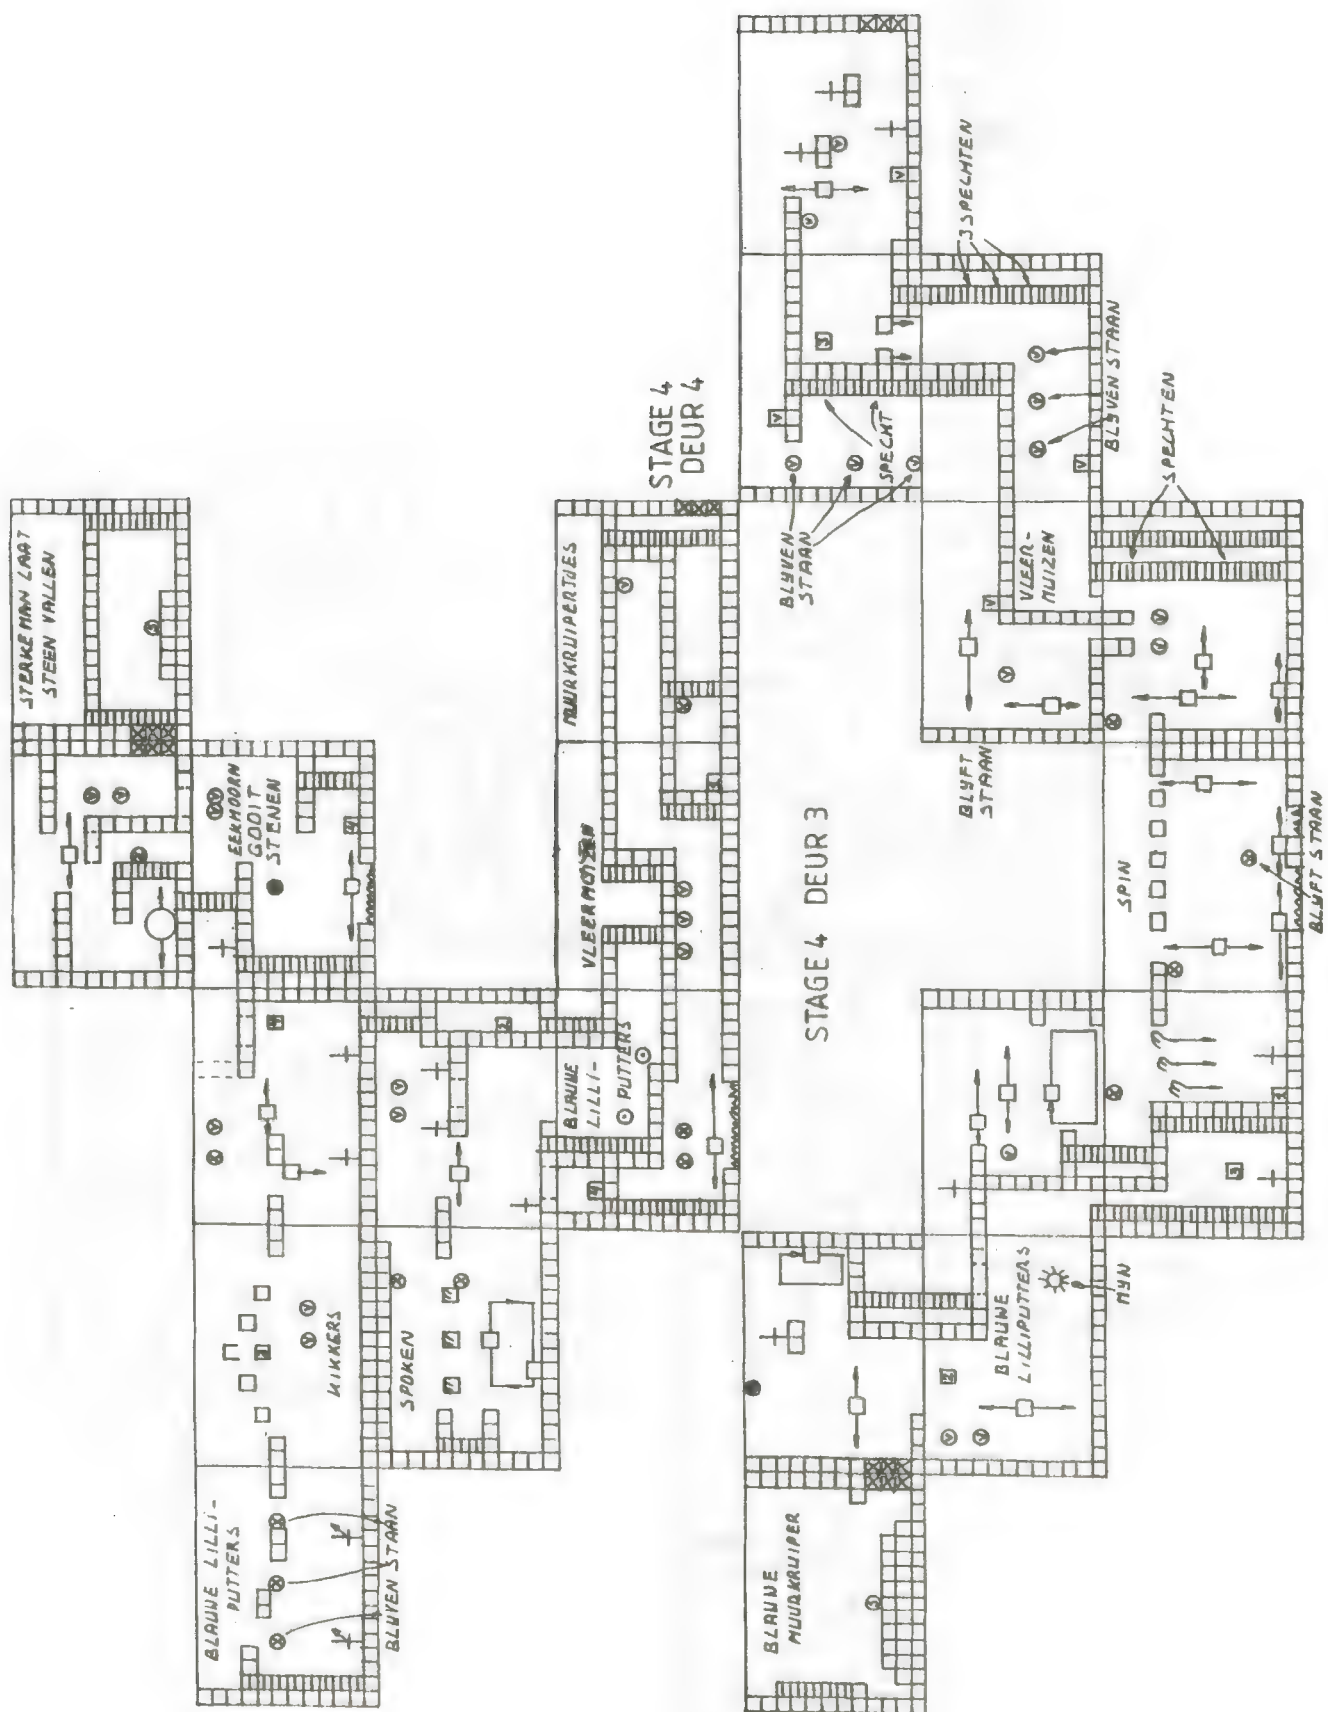 STERKE MAN LAAT
STEEN VALLEN
EEKHOORN
GOOIT
STENEN
KIKKERS
BLAUWE LILLI-
PUTTERS
BLIJVEN STAAN
SPOKEN
MUURKRUIPERTJES
VLEERMUIZEN
BLAUWE
LILLI-
PUTTERS
STAGE 4
DEUR 4
3 SPECHTEN
SPECHT
BLIJVEN
STAAN
BLIJVEN STAAN
SPECHTEN
VLEER-
MUIZEN
BLIJFT
STAAN
STAGE 4 DEUR 3
SPIN
BLIJFT STAAN
BLAUWE
LILLIPUTTERS
MIJN
BLAUWE
MUURKRUIPER